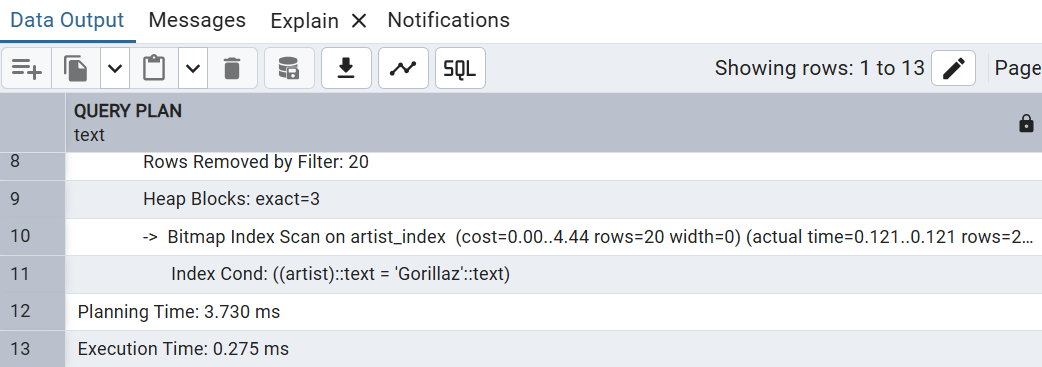 Data Output Messages Explain × Notifications
SQL Showing rows: 1 to 13 Page
QUERY PLAN
text
8 Rows Removed by Filter: 20
9 Heap Blocks: exact=3
10 -> Bitmap Index Scan on artist_index (cost=0.00..4.44 rows=20 width=0) (actual time=0.121..0.121 rows=2...
11 Index Cond: ((artist)::text = 'Gorillaz'::text)
12 Planning Time: 3.730 ms
13 Execution Time: 0.275 ms